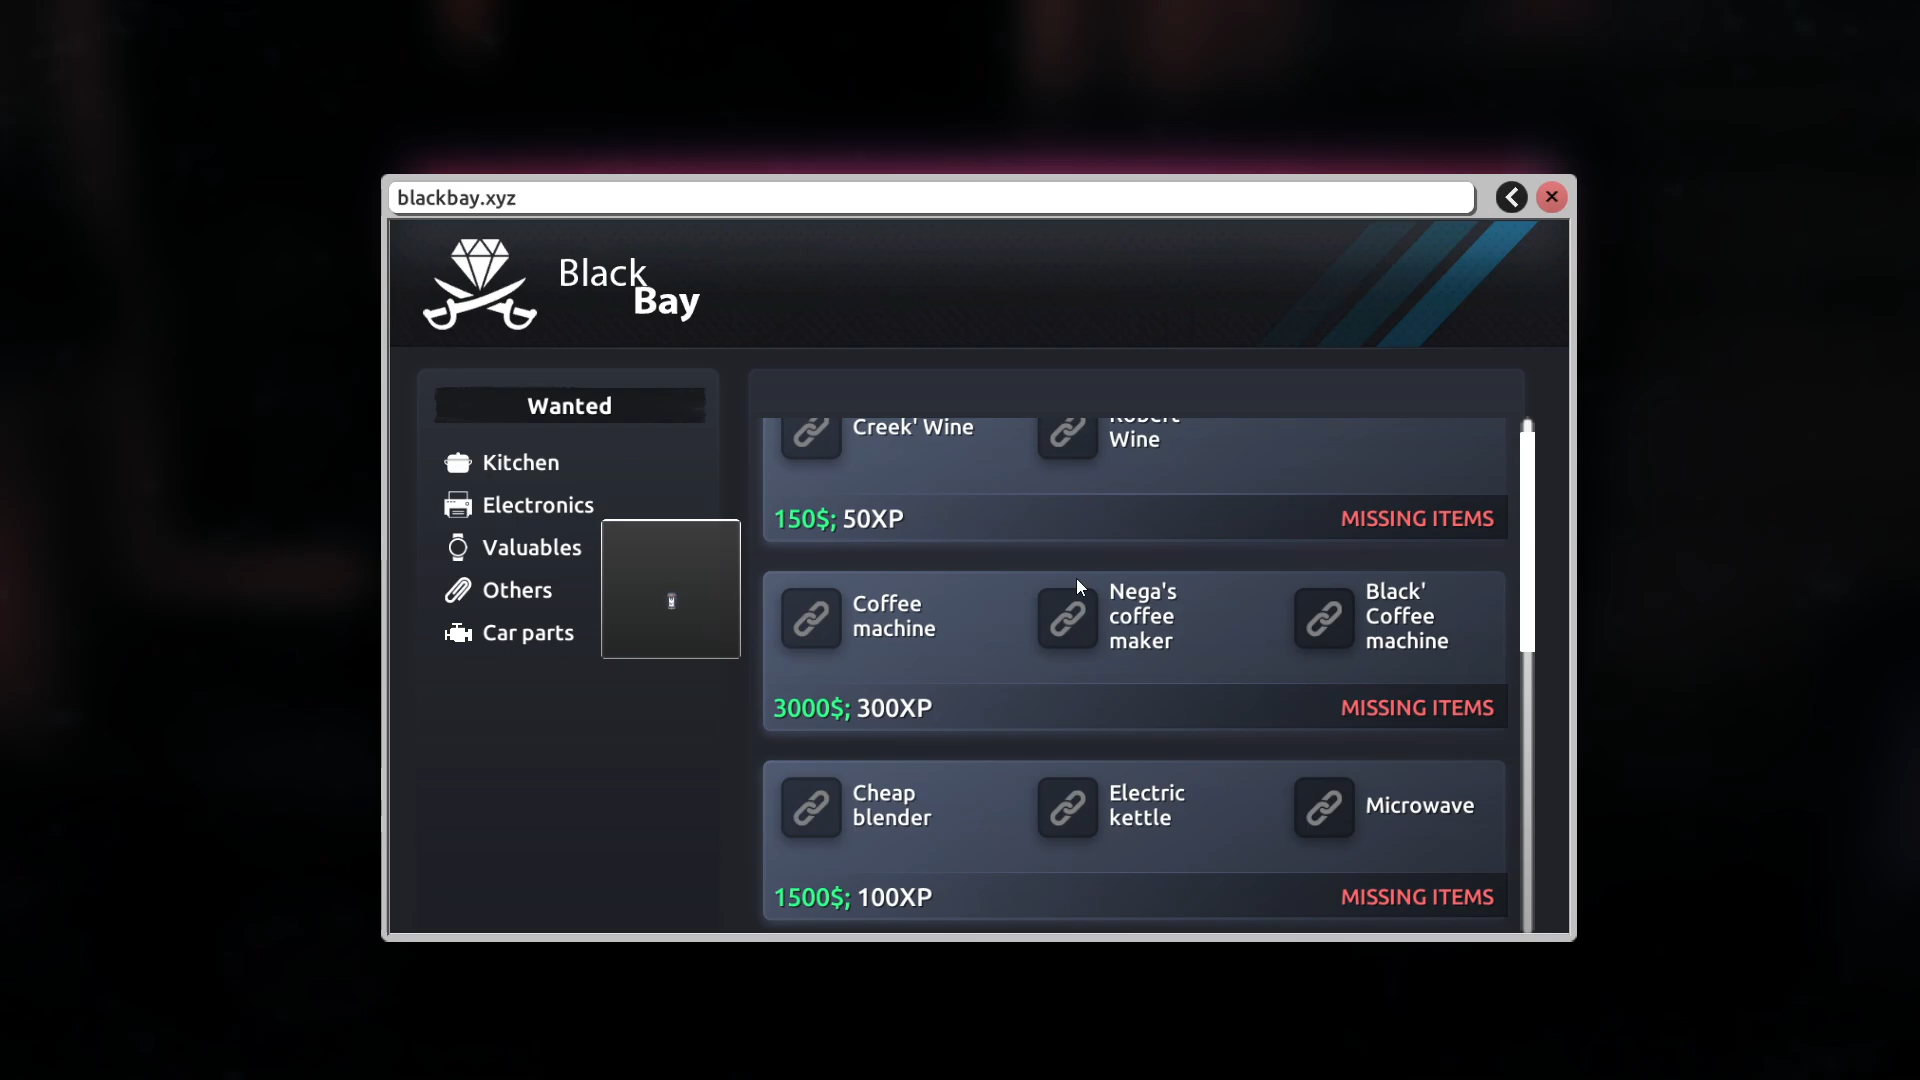 blackbay.xyz
Black
Bay
Wanted
Kitchen
Electronics
Valuables
Others
Car parts
Creek' Wine
Robert
Wine
150$; 50XP
MISSING ITEMS
Coffee
machine
Nega's
coffee
maker
Black'
Coffee
machine
3000$; 300XP
MISSING ITEMS
Cheap
blender
Electric
kettle
Microwave
1500$; 100XP
MISSING ITEMS